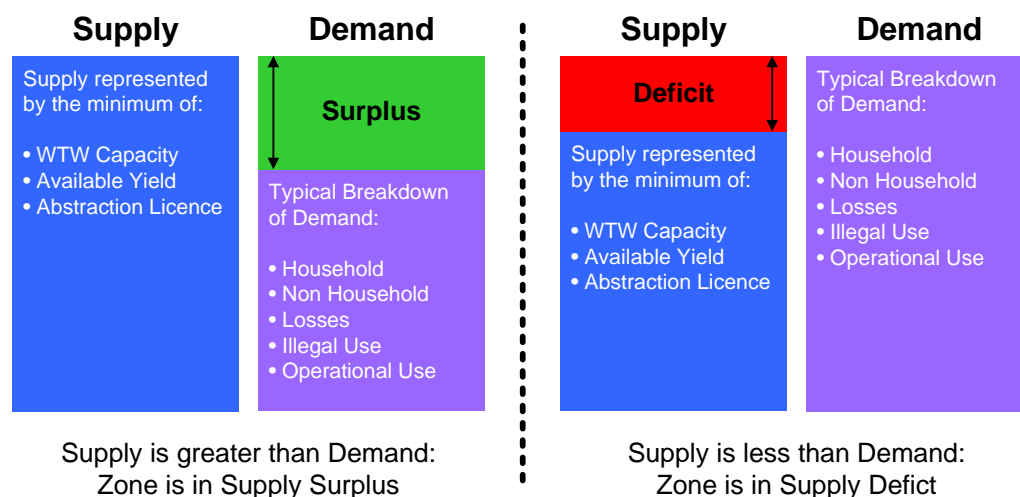 Supply
Demand
Supply represented
by the minimum of:
• WTW Capacity
• Available Yield
• Abstraction Licence
Surplus
Typical Breakdown
of Demand:
• Household
• Non Household
• Losses
• Illegal Use
• Operational Use
Supply is greater than Demand:
Zone is in Supply Surplus
Supply
Demand
Deficit
Supply represented
by the minimum of:
• WTW Capacity
• Available Yield
• Abstraction Licence
Typical Breakdown
of Demand:
• Household
• Non Household
• Losses
• Illegal Use
• Operational Use
Supply is less than Demand:
Zone is in Supply Defict